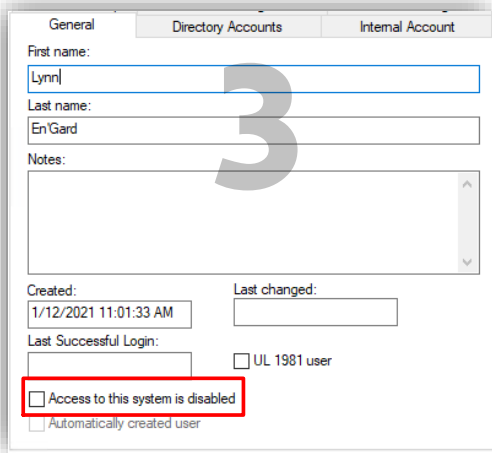 General Directory Accounts Internal Account
First name:
Lynn
Last name:
En'Gard
3
Notes:
Created: Last changed:
1/12/2021 11:01:33 AM
Last Successful Login:
UL 1981 user
Access to this system is disabled
Automatically created user